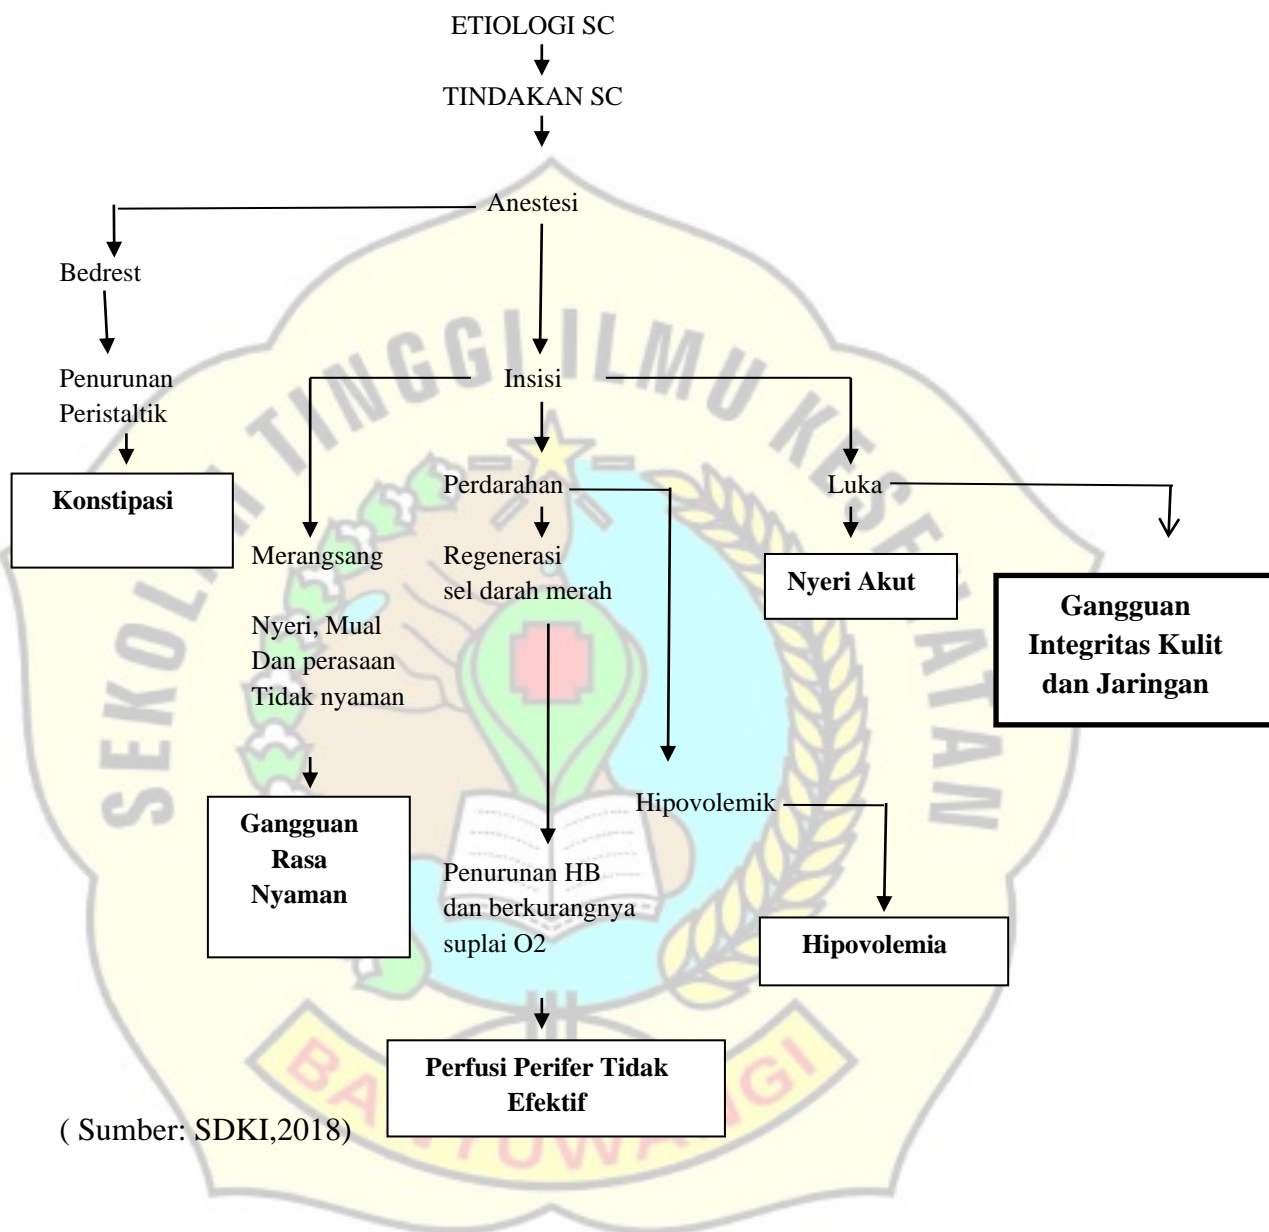 ETIOLOGI SC
TINDAKAN SC
Anestesi
Bedrest
Penurunan
Peristaltik
Insisi
Konstipasi
Perdarahan
Luka
Merangsang
Regenerasi
sel darah merah
Nyeri Akut
Gangguan
Integritas Kulit
dan Jaringan
Nyeri, Mual
Dan perasaan
Tidak nyaman
Hipovolemik
Gangguan
Rasa
Nyaman
Penurunan HB
dan berkurangnya
suplai O2
Hipovolemia
Perfusi Perifer Tidak
Efektif
( Sumber: SDKI,2018)
SEKOLAH TINGGI ILMU KESEHATAN
BANYUWANGI